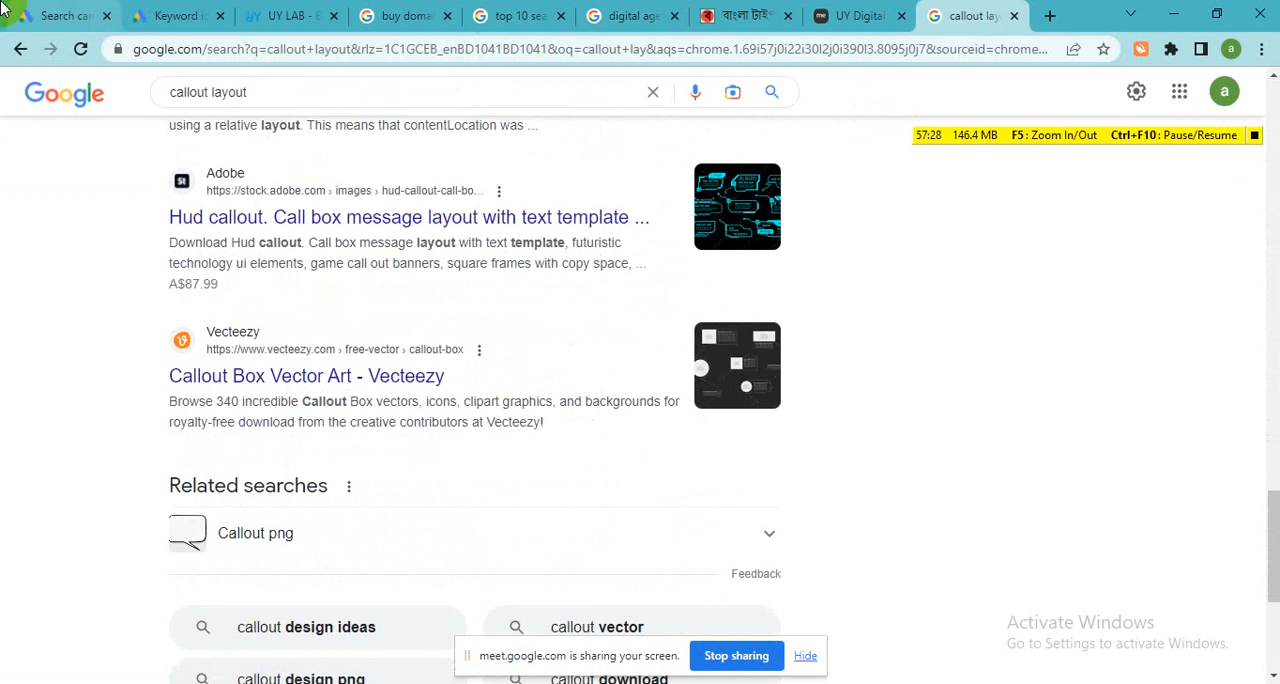 Search car
Keyword id
UY LAB - E
buy domai
top 10 sea
digital age
বাংলা টাইপ
UY Digital
callout lay
google.com/search?q=callout+layout&rlz=1C1GCEB_enBD1041BD1041&oq=callout+lay&aqs=chrome.1.69i57j0i22i30l2j0i390l3.8095j0j7&sourceid=chrome...
a
Google
callout layout
a
using a relative layout. This means that contentLocation was ...
57:28 146.4 MB F5: Zoom In/Out Ctrl+F10: Pause/Resume
St
Adobe
https://stock.adobe.com › images › hud-callout-call-bo...
Hud callout. Call box message layout with text template ...
Download Hud callout. Call box message layout with text template, futuristic
technology ui elements, game call out banners, square frames with copy space, ...
A$87.99
Vecteezy
https://www.vecteezy.com › free-vector › callout-box
Callout Box Vector Art - Vecteezy
Browse 340 incredible Callout Box vectors, icons, clipart graphics, and backgrounds for
royalty-free download from the creative contributors at Vecteezy!
Related searches
Callout png
Feedback
callout design ideas
callout vector
Activate Windows
Go to Settings to activate Windows.
meet.google.com is sharing your screen.
Stop sharing
Hide
callout design png
callout download